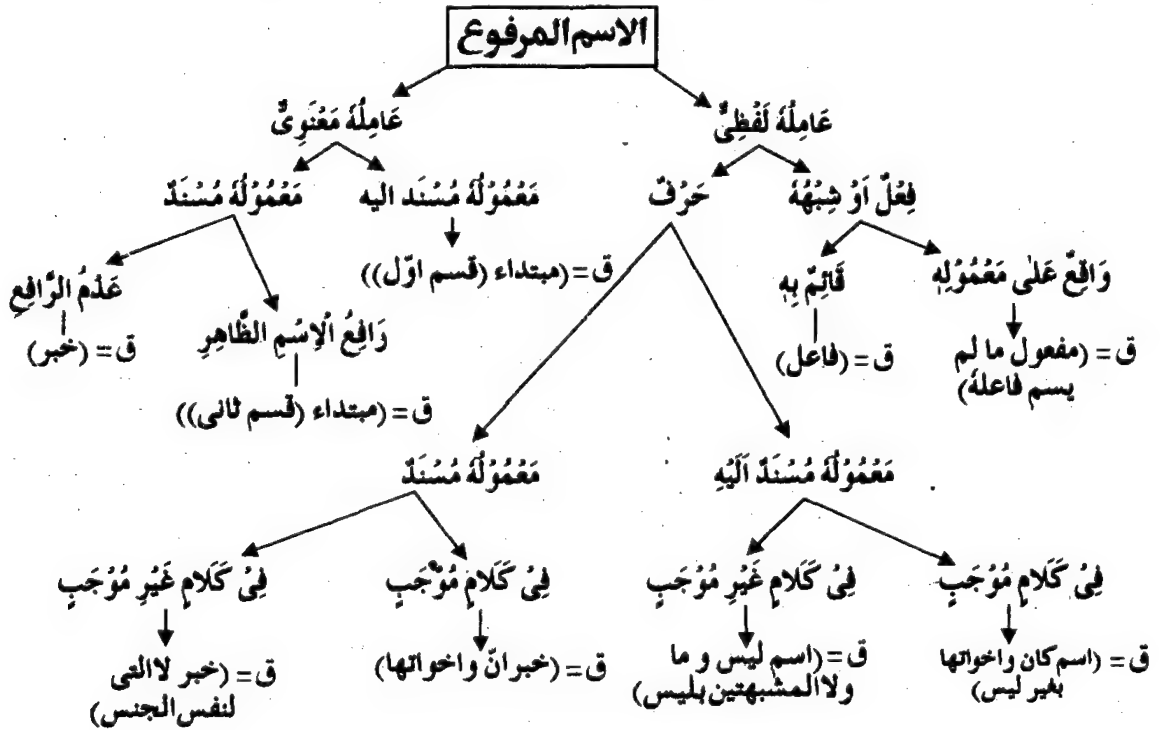 الاسم المرفوع
عَامِلُهٗ لَفْظِىٌّ
عَامِلُهٗ مَعْنَوِىٌّ
فِعْلٌ اَوْ شِبْهُهٗ
حَرْفٌ
مَعْمُوْلُهٗ مُسْنَد اليه
مَعْمُوْلُهٗ مُسْنَدٌ
وَاقِعٌ عَلٰى مَعْمُوْلِهٖ
قَائِمٌ بِهٖ
ق = (مبتداء (قسم اوّل))
عَدْمُ الرَّافِعِ
رَافِعُ الْاِسْمِ الظَّاهِرِ
ق = (مفعول ما لم
يسم فاعلهٗ)
ق = (فاعل)
ق = (خبر)
ق = (مبتداء (قسم ثانى))
مَعْمُوْلُهٗ مُسْنَدٌ اَلَيْهِ
مَعْمُوْلُهٗ مُسْنَدٌ
فِىْ كَلَامٍ مُوْجَبٍ
فِىْ كَلَامٍ غَيْرِ مُوْجَبٍ
فِىْ كَلَامٍ مُوْجَبٍ
فِىْ كَلَامٍ غَيْرِ مُوْجَبٍ
ق = (اسم كان واخواتها
بغير ليس)
ق = (اسم ليس و ما
ولا المشبهتين بليس)
ق = (خبر انّ واخواتها)
ق = (خبر لا التى
لنفس الجنس)